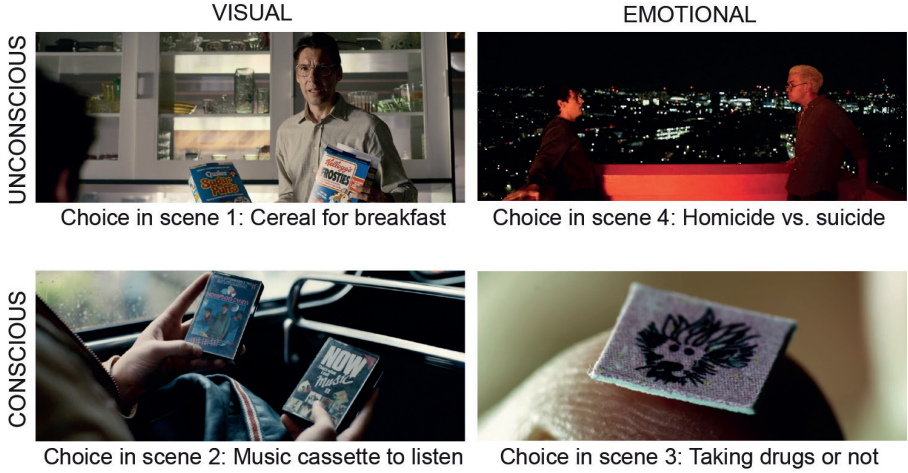 VISUAL
EMOTIONAL
UNCONSCIOUS
Quaker
Sugar
Puffs
Kellogg's
FROSTIES
Choice in scene 1: Cereal for breakfast
Choice in scene 4: Homicide vs. suicide
CONSCIOUS
NOW
Music
Choice in scene 2: Music cassette to listen
Choice in scene 3: Taking drugs or not